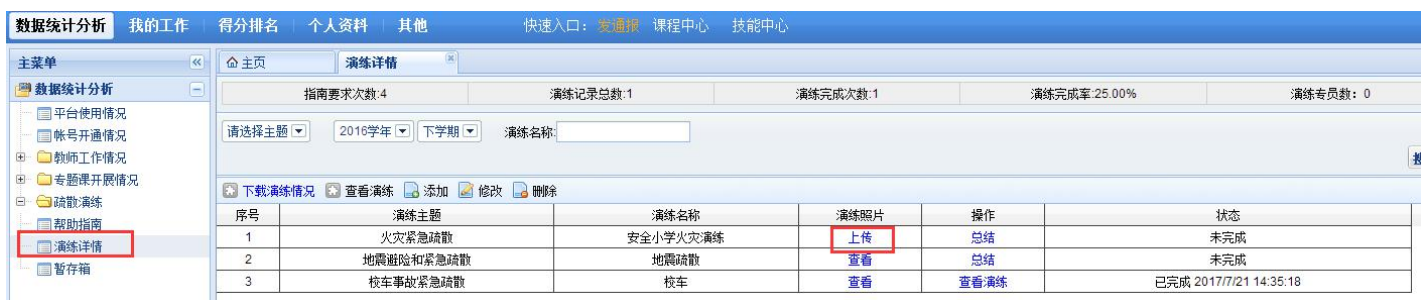 数据统计分析 我的工作 得分排名 个人资料 其他 快速入口： 发通报 课程中心 技能中心
主菜单 主页 演练详情
数据统计分析 指南要求次数:4 演练记录总数:1 演练完成次数:1 演练完成率:25.00% 演练专员数：0
平台使用情况
帐号开通情况 请选择主题 2016学年 下学期 演练名称:
教师工作情况
专题课开展情况
疏散演练 下载演练情况 查看演练 添加 修改 删除
帮助指南 序号 演练主题 演练名称 演练照片 操作 状态
演练详情 1 火灾紧急疏散 安全小学火灾演练 上传 总结 未完成
暂存箱 2 地震避险和紧急疏散 地震疏散 查看 总结 未完成
3 校车事故紧急疏散 校车 查看 查看演练 已完成 2017/7/21 14:35:18